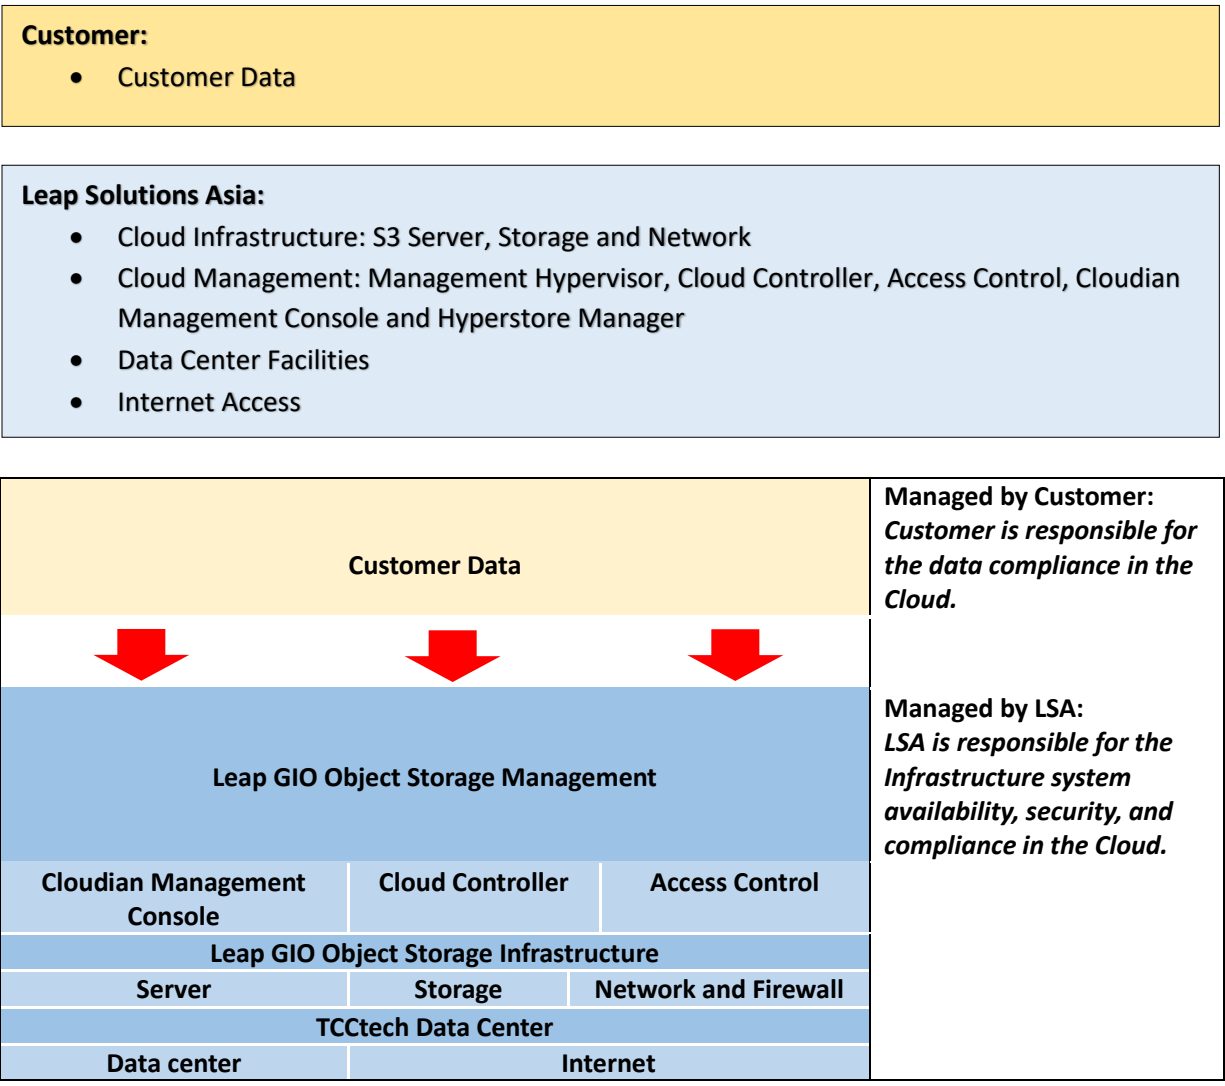 Customer:
• Customer Data
Leap Solutions Asia:
• Cloud Infrastructure: S3 Server, Storage and Network
• Cloud Management: Management Hypervisor, Cloud Controller, Access Control, Cloudian
Management Console and Hyperstore Manager
• Data Center Facilities
• Internet Access
Customer Data
Managed by Customer:
Customer is responsible for
the data compliance in the
Cloud.
Leap GIO Object Storage Management
Managed by LSA:
LSA is responsible for the
Infrastructure system
availability, security, and
compliance in the Cloud.
Cloudian Management
Console
Cloud Controller
Access Control
Leap GIO Object Storage Infrastructure
Server
Storage
Network and Firewall
TCCtech Data Center
Data center
Internet